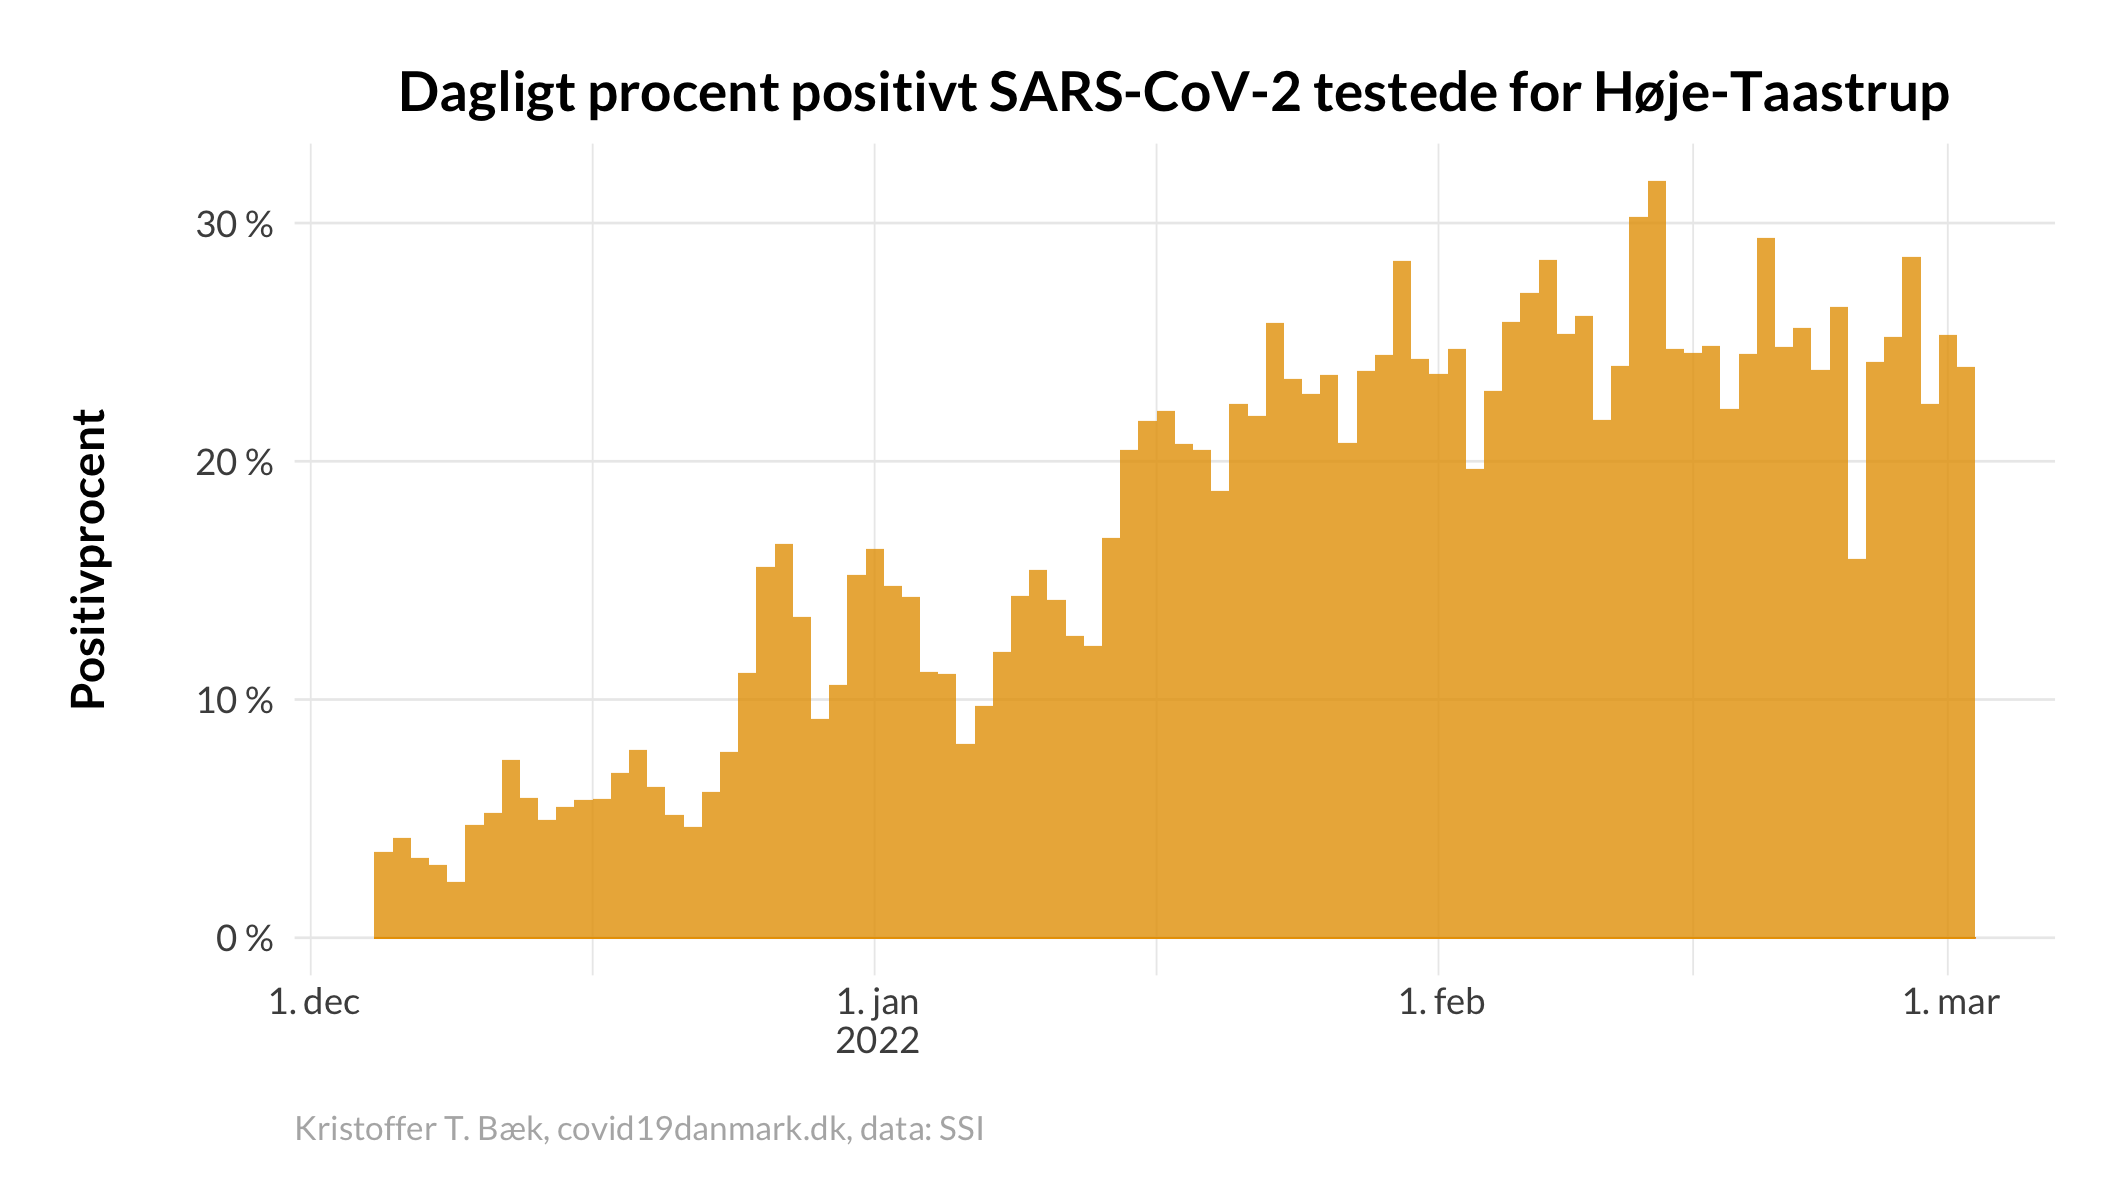 Dagligt procent positivt SARS-CoV-2 testede for Høje-Taastrup
Positivprocent
30 %
20 %
10 %
0 %
1. dec
1. jan
2022
1. feb
1. mar
Kristoffer T. Bæk, covid19danmark.dk, data: SSI